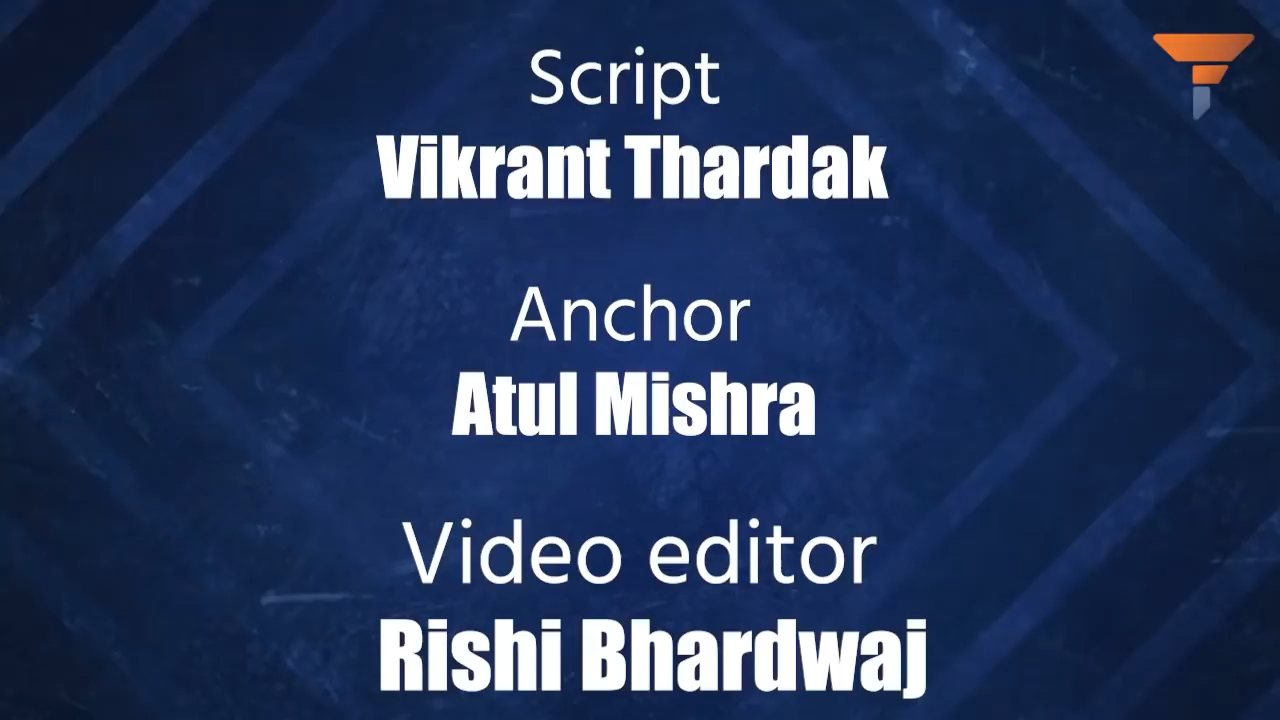 Script
Vikrant Thardak
Anchor
Atul Mishra
Video editor
Rishi Bhardwaj